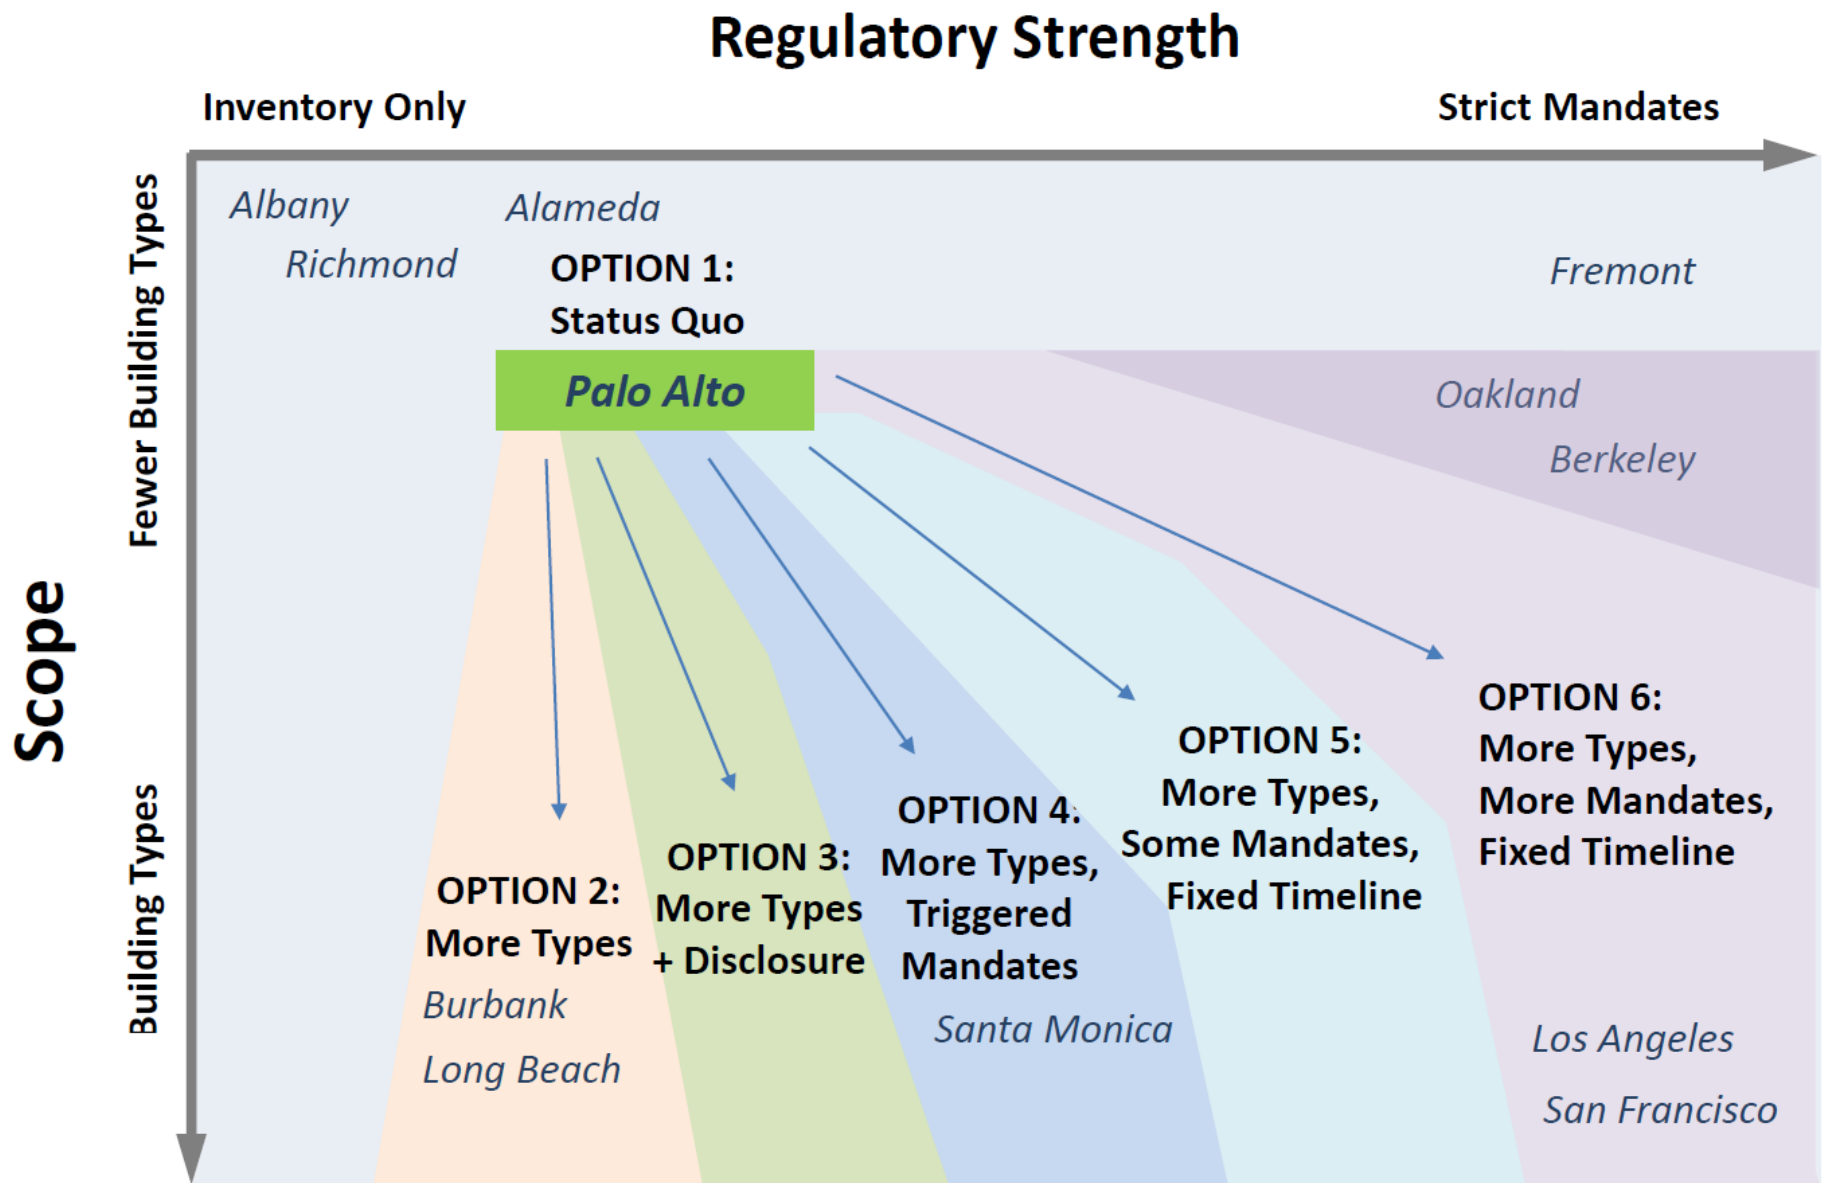 Regulatory Strength
Inventory Only
Strict Mandates
Scope
Fewer Building Types
Building Types
Albany
Richmond
Alameda
OPTION 1:
Status Quo
Palo Alto
Fremont
Oakland
Berkeley
OPTION 2:
More Types
Burbank
Long Beach
OPTION 3:
More Types
+ Disclosure
OPTION 4:
More Types,
Triggered
Mandates
Santa Monica
OPTION 5:
More Types,
Some Mandates,
Fixed Timeline
OPTION 6:
More Types,
More Mandates,
Fixed Timeline
Los Angeles
San Francisco